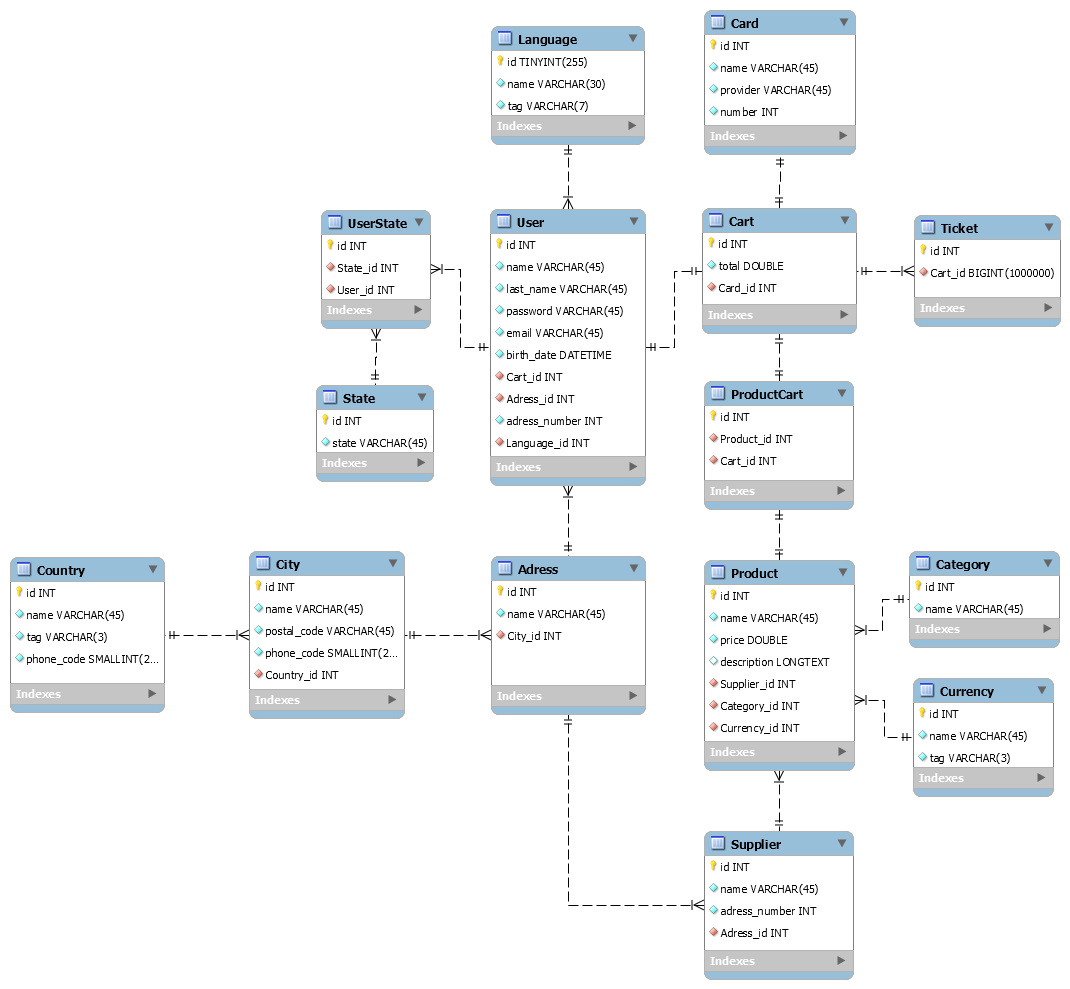 Language
id TINYINT(255)
name VARCHAR(30)
tag VARCHAR(7)
Indexes
Card
id INT
name VARCHAR(45)
provider VARCHAR(45)
number INT
Indexes
UserState
id INT
State_id INT
User_id INT
Indexes
User
id INT
name VARCHAR(45)
last_name VARCHAR(45)
password VARCHAR(45)
email VARCHAR(45)
birth_date DATETIME
Cart_id INT
Adress_id INT
adress_number INT
Language_id INT
Indexes
Cart
id INT
total DOUBLE
Card_id INT
Indexes
Ticket
id INT
Cart_id BIGINT(1000000)
Indexes
State
id INT
state VARCHAR(45)
Indexes
ProductCart
id INT
Product_id INT
Cart_id INT
Indexes
Country
id INT
name VARCHAR(45)
tag VARCHAR(3)
phone_code SMALLINT(2...
Indexes
City
id INT
name VARCHAR(45)
postal_code VARCHAR(45)
phone_code SMALLINT(2...
Country_id INT
Indexes
Adress
id INT
name VARCHAR(45)
City_id INT
Indexes
Product
id INT
name VARCHAR(45)
price DOUBLE
description LONGTEXT
Supplier_id INT
Category_id INT
Currency_id INT
Indexes
Category
id INT
name VARCHAR(45)
Indexes
Currency
id INT
name VARCHAR(45)
tag VARCHAR(3)
Indexes
Supplier
id INT
name VARCHAR(45)
adress_number INT
Adress_id INT
Indexes